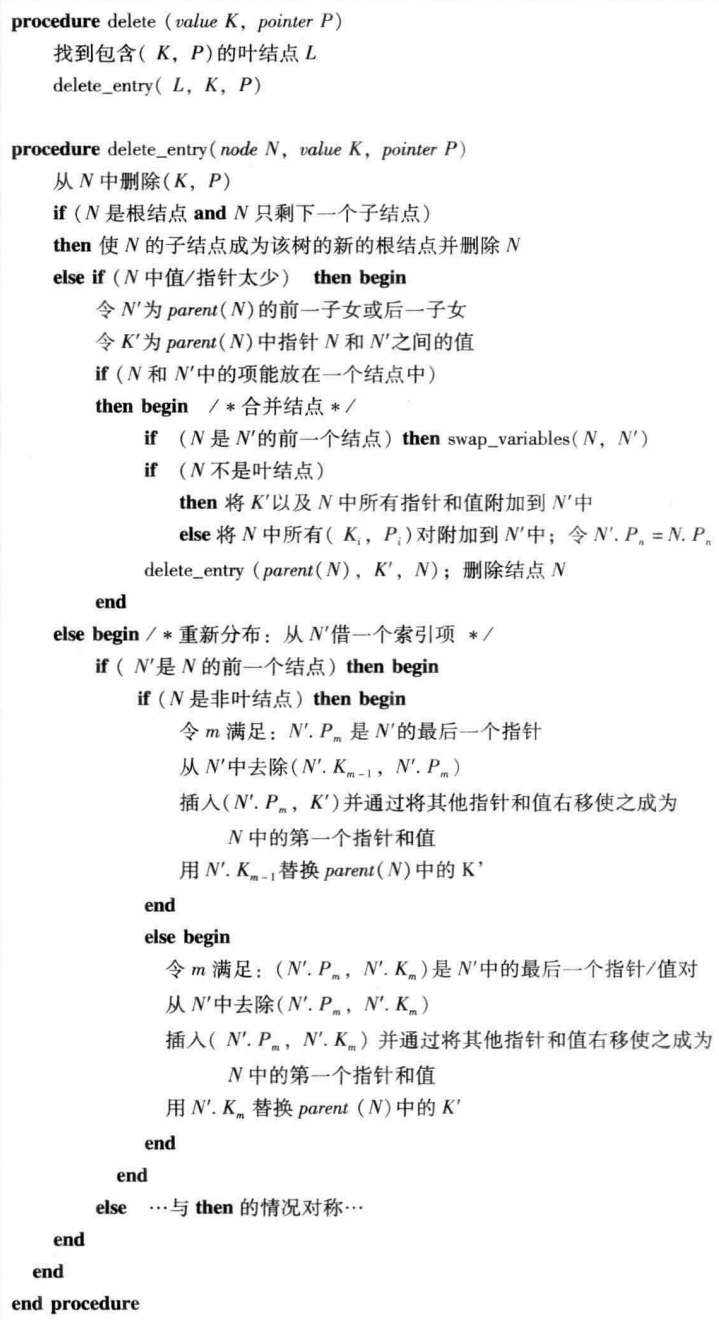 procedure delete (value K, pointer P)
找到包含( K, P)的叶结点 L
delete_entry( L, K, P)
procedure delete_entry(node N, value K, pointer P)
从 N 中删除(K, P)
if (N 是根结点 and N 只剩下一个子结点)
then 使 N 的子结点成为该树的新的根结点并删除 N
else if (N 中值/指针太少) then begin
令 N′为 parent(N)的前一子女或后一子女
令 K′为 parent(N)中指针 N 和 N′之间的值
if (N 和 N′中的项能放在一个结点中)
then begin /＊合并结点＊/
if (N 是 N′的前一个结点) then swap_variables(N, N′)
if (N 不是叶结点)
then 将 K′以及 N 中所有指针和值附加到 N′中
else 将 N 中所有( Kᵢ, Pᵢ)对附加到 N′中；令 N′. Pₙ = N. Pₙ
delete_entry (parent(N), K′, N)；删除结点 N
end
else begin /＊重新分布：从 N′借一个索引项 ＊/
if ( N′是 N 的前一个结点) then begin
if (N 是非叶结点) then begin
令 m 满足：N′. Pₘ 是 N′的最后一个指针
从 N′中去除(N′. Kₘ₋₁, N′. Pₘ)
插入(N′. Pₘ, K′)并通过将其他指针和值右移使之成为
N 中的第一个指针和值
用 N′. Kₘ₋₁替换 parent(N)中的 K’
end
else begin
令 m 满足：(N′. Pₘ, N′. Kₘ)是 N′中的最后一个指针/值对
从 N′中去除(N′. Pₘ, N′. Kₘ)
插入( N′. Pₘ, N′. Kₘ) 并通过将其他指针和值右移使之成为
N 中的第一个指针和值
用 N′. Kₘ 替换 parent (N)中的 K′
end
end
else …与 then 的情况对称…
end
end
end procedure